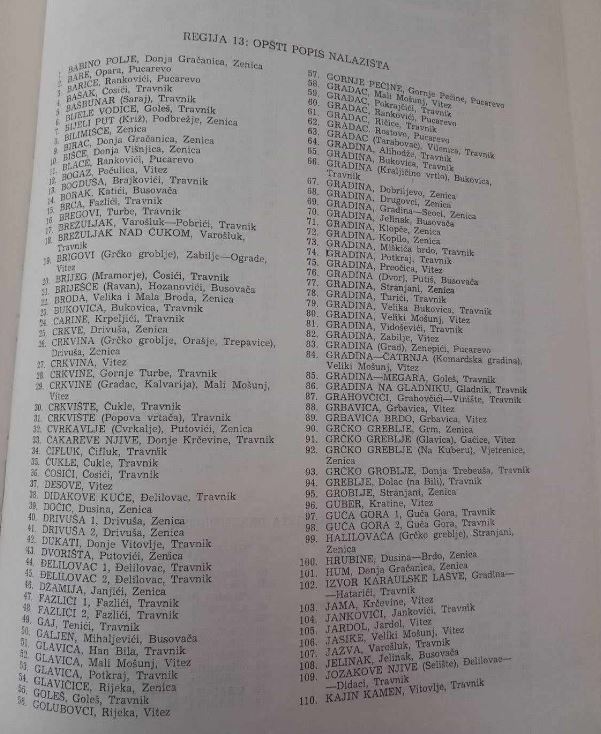 REGIJA 13: OPŠTI POPIS NALAZIŠTA
1. BABINO POLJE, Donja Gračanica, Zenica
2. BARE, Opara, Pucarevo
3. BARICE, Rankovići, Pucarevo
4. BAŠAK, Ćosići, Travnik
5. BAŠBUNAR (Saraj), Travnik
6. BIJELE VODICE, Goleš, Travnik
7. BIJELI PUT (Križ), Podbrežje, Zenica
8. BILIMIŠĆE, Zenica
9. BIRAC, Donja Gračanica, Zenica
10. BIŠĆE, Donja Višnjica, Zenica
11. BLACE, Rankovići, Pucarevo
12. BOGAZ, Pečulica, Vitez
13. BOGDUŠA, Brajkovići, Travnik
14. BORAK, Katići, Busovača
15. BRCA, Fazlići, Travnik
16. BREGOVI, Turbe, Travnik
17. BREŽULJAK, Varošluk—Pobrići, Travnik
18. BREŽULJAK NAD ČUKOM, Varošluk,
Travnik
19. BRIGOVI (Grčko groblje), Zabilje—Ograde,
Vitez
20. BRIJEG (Mramorje), Ćosići, Travnik
21. BRIJEŠĆE (Ravan), Hozanovići, Busovača
22. BRODA, Velika i Mala Broda, Zenica
23. BUKOVICA, Bukovica, Travnik
24. CARINE, Krpeljići, Travnik
25. CRKVE, Drivuša, Zenica
26. CRKVINA (Grčko groblje, Orašje, Trepavice),
Drivuša, Zenica
27. CRKVINA, Vitez
28. CRKVINE, Gornje Turbe, Travnik
29. CRKVINE (Gradac, Kalvarija), Mali Mošunj,
Vitez
30. CRKVIŠTE, Čukle, Travnik
31. CRKVIŠTE (Popova vrtača), Travnik
32. CVRKAVLJE (Cvrkalje), Putovići, Zenica
33. ČAKAREVE NJIVE, Donje Krčevine, Travnik
34. ČIFLUK, Čifluk, Travnik
35. ČUKLE, Čukle, Travnik
36. ĆOSIĆI, Ćosići, Travnik
37. DESOVE, Vitez
38. DIDAKOVE KUĆE, Đelilovac, Travnik
39. DOČIĆ, Dusina, Zenica
40. DRIVUŠA 1, Drivuša, Zenica
41. DRIVUŠA 2, Drivuša, Zenica
42. DUKATI, Donje Vitovlje, Travnik
43. DVORIŠTA, Putovići, Zenica
44. ĐELILOVAC 1, Đelilovac, Travnik
45. ĐELILOVAC 2, Đelilovac, Travnik
46. DŽAMIJA, Janjići, Zenica
47. FAZLIĆI 1, Fazlići, Travnik
48. FAZLIĆI 2, Fazlići, Travnik
49. GAJ, Tenići, Travnik
50. GALJEN, Mihaljevići, Busovača
51. GLAVICA, Han Bila, Travnik
52. GLAVICA, Mali Mošunj, Vitez
53. GLAVICA, Potkraj, Travnik
54. GLAVIČICE, Rijeka, Zenica
55. GOLEŠ, Goleš, Travnik
56. GOLUBOVCI, Rijeka, Vitez
57. GORNJE PEĆINE, Gornje Pećine, Pucarevo
58. GRADAC, Mali Mošunj, Vitez
59. GRADAC, Pokrajčići, Travnik
60. GRADAC, Rankovići, Pucarevo
61. GRADAC, Ričice, Travnik
62. GRADAC, Rostovo, Pucarevo
63. GRADAC (Tarabovac), Vilenica, Travnik
64. GRADINA, Alihodže, Travnik
65. GRADINA, Bukovica, Travnik
66. GRADINA (Kraljičino vrelo), Bukovica,
Travnik
67. GRADINA, Dobriljevo, Zenica
68. GRADINA, Drugovci, Zenica
69. GRADINA, Gradina—Seoci, Zenica
70. GRADINA, Jelinak, Busovača
71. GRADINA, Klopče, Zenica
72. GRADINA, Kopilo, Zenica
73. GRADINA, Miškića brdo, Travnik
74. GRADINA, Potkraj, Travnik
75. GRADINA, Preočica, Vitez
76. GRADINA (Dvor), Putiš, Busovača
77. GRADINA, Stranjani, Zenica
78. GRADINA, Turići, Travnik
79. GRADINA, Velika Bukovica, Travnik
80. GRADINA, Veliki Mošunj, Vitez
81. GRADINA, Vidoševići, Travnik
82. GRADINA, Zabilje, Vitez
83. GRADINA (Grad), Zenepići, Pucarevo
84. GRADINA—ČATRNJA (Komardska gradina),
Veliki Mošunj, Vitez
85. GRADINA—MEGARA, Goleš, Travnik
86. GRADINA NA GLADNIKU, Gladnik, Travnik
87. GRAHOVČICI, Grahovčići—Vinište, Travnik
88. GRBAVICA, Grbavica, Vitez
89. GRBAVICA BRDO, Grbavica, Vitez
90. GRČKO GREBLJE, Grm, Zenica
91. GRČKO GREBLJE (Glavica), Gačice, Vitez
92. GRČKO GREBLJE (Na Kuberu), Vjetrenice,
Zenica
93. GRČKO GROBLJE, Donja Trebeuša, Travnik
94. GREBLJE, Dolac (na Bili), Travnik
95. GROBLJE, Stranjani, Zenica
96. GUBER, Kratine, Vitez
97. GUČA GORA 1, Guča Gora, Travnik
98. GUČA GORA 2, Guča Gora, Travnik
99. HALILOVAČA (Grčko greblje), Stranjani,
Zenica
100. HRUBINE, Dusina—Brdo, Zenica
101. HUM, Donja Gračanica, Zenica
102. IZVOR KARAULSKE LAŠVE, Gradina—
—Hatarići, Travnik
103. JAMA, Krčevine, Vitez
104. JANKOVIĆI, Jankovići, Travnik
105. JARDOL, Jardol, Vitez
106. JASIKE, Veliki Mošunj, Vitez
107. JAZVA, Varošluk, Travnik
108. JELINAK, Jelinak, Busovača
109. JOZAKOVE NJIVE (Selište), Đelilovac—
—Didaci, Travnik
110. KAJIN KAMEN, Vitovlje, Travnik